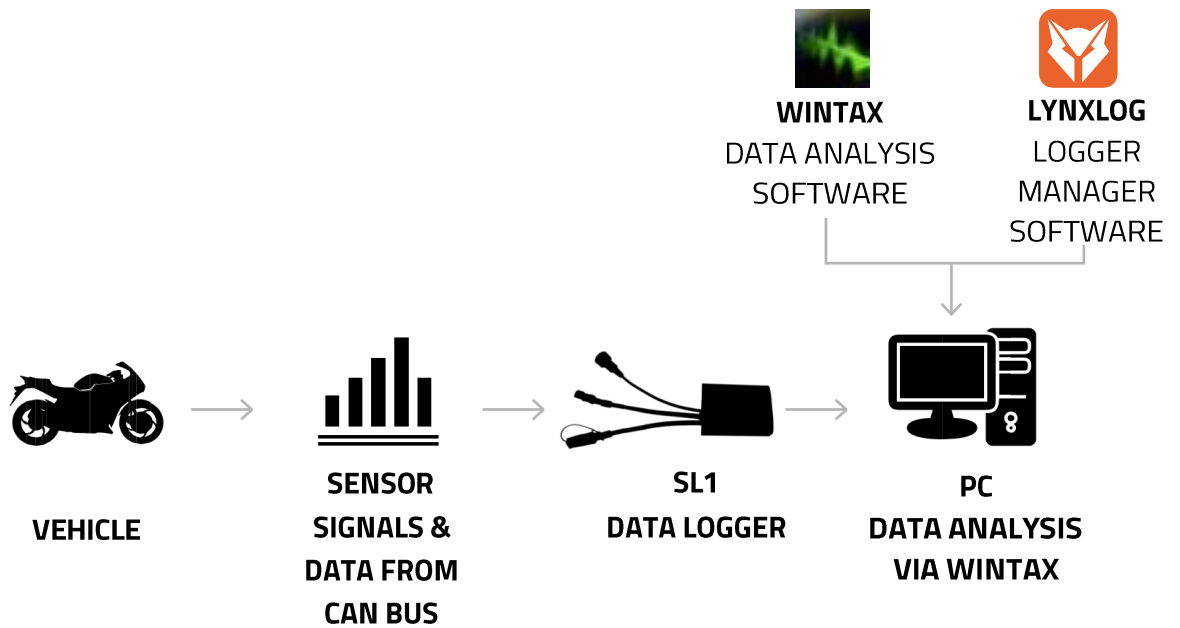 WINTAX
DATA ANALYSIS
SOFTWARE
LYNXLOG
LOGGER
MANAGER
SOFTWARE
VEHICLE
SENSOR
SIGNALS &
DATA FROM
CAN BUS
SL1
DATA LOGGER
PC
DATA ANALYSIS
VIA WINTAX